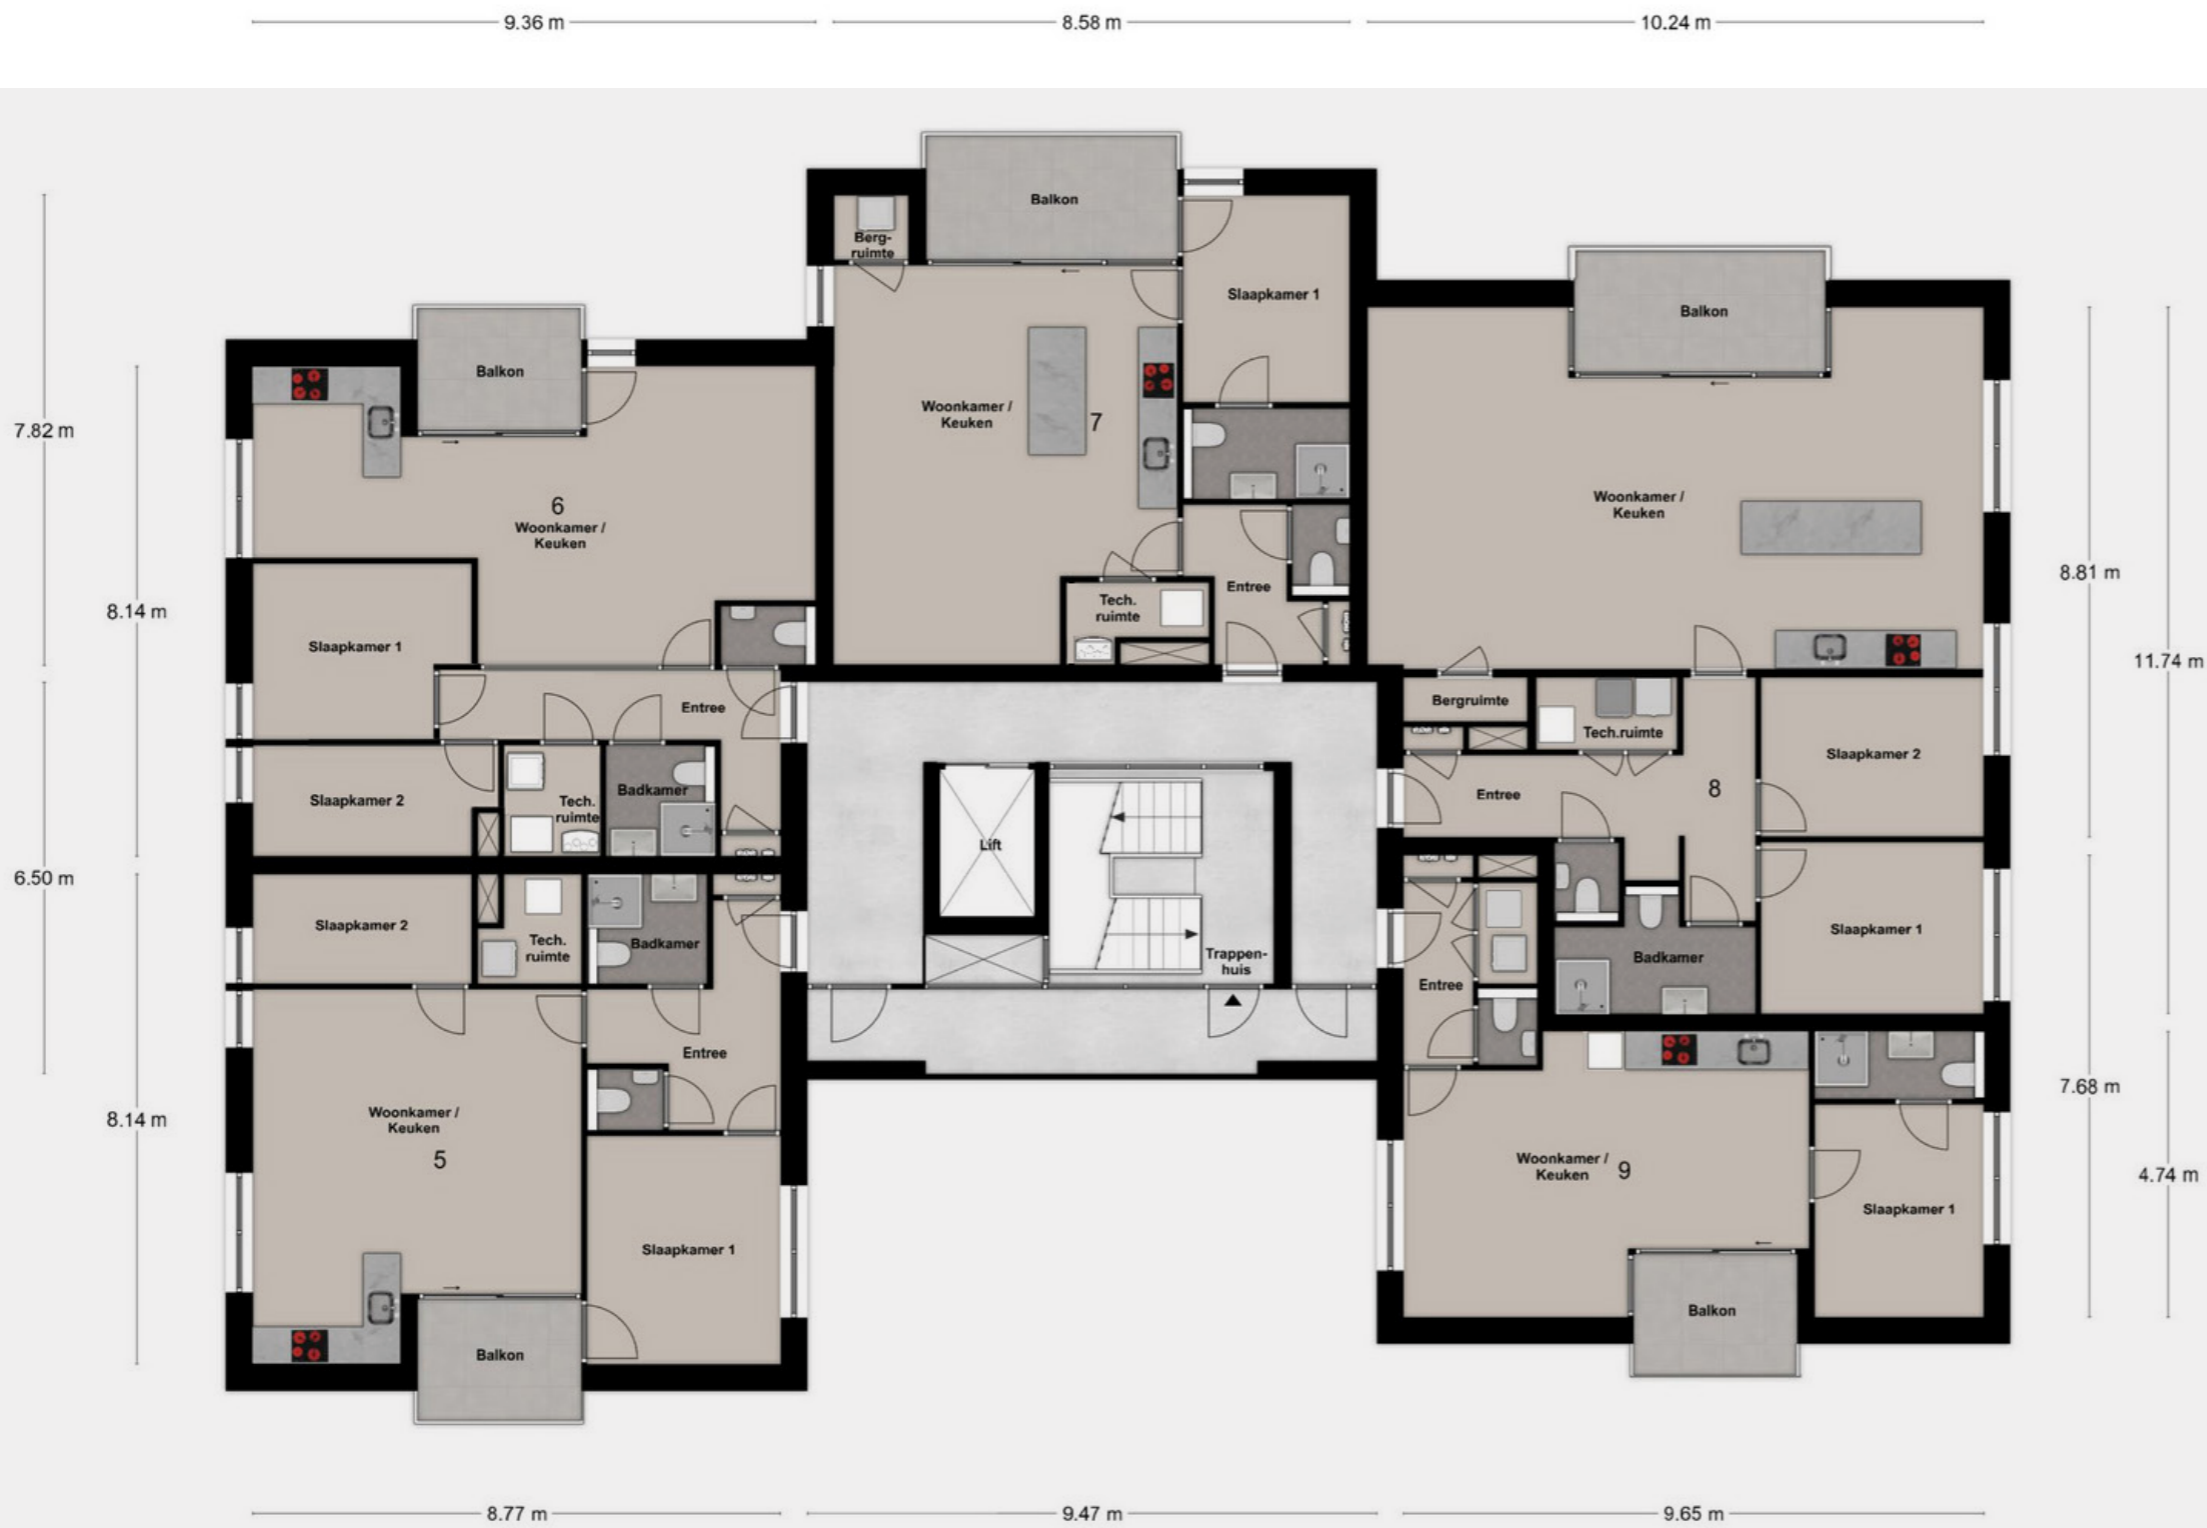 9.36 m
8.58 m
10.24 m
Balkon
Berg-
ruimte
Slaapkamer 1
Balkon
7.82 m
Balkon
Woonkamer /
Keuken
7
Woonkamer /
Keuken
6
Woonkamer /
Keuken
8.14 m
8.81 m
Slaapkamer 1
Tech.
ruimte
Entree
11.74 m
Entree
Bergruimte
Tech.ruimte
Slaapkamer 2
Slaapkamer 2
Tech.
ruimte
Badkamer
Entree
8
Lift
6.50 m
Slaapkamer 2
Tech.
ruimte
Badkamer
Trappen-
huis
Entree
Badkamer
Slaapkamer 1
Entree
7.68 m
8.14 m
Woonkamer /
Keuken
5
Woonkamer /
Keuken
9
4.74 m
Slaapkamer 1
Slaapkamer 1
Balkon
Balkon
8.77 m
9.47 m
9.65 m